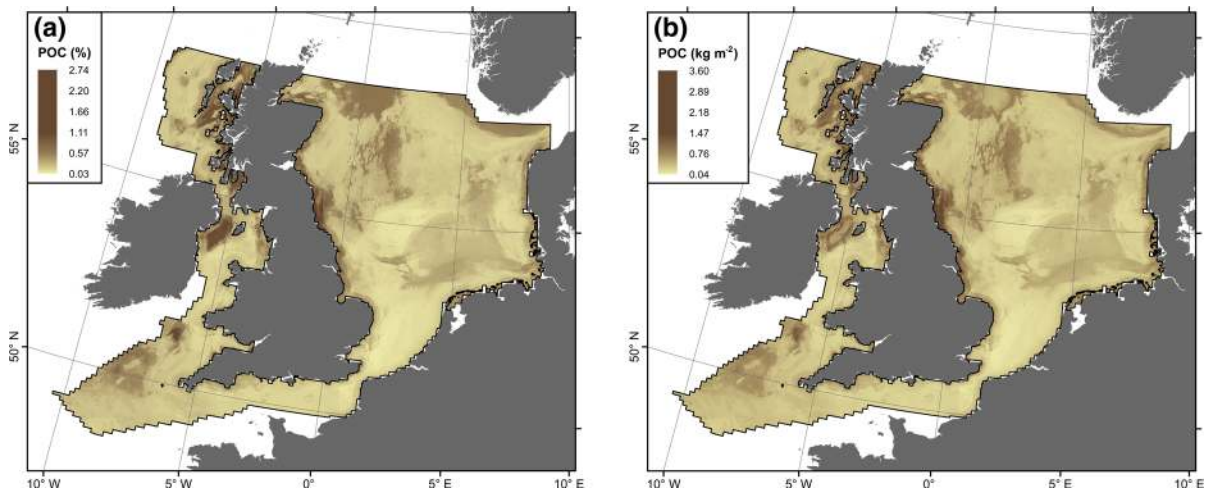 (a)
POC (%)
2.74
2.20
1.66
1.11
0.57
0.03
55° N
50° N
10° W
5° W
0°
5° E
10° E
(b)
POC (kg m⁻²)
3.60
2.89
2.18
1.47
0.76
0.04
55° N
50° N
10° W
5° W
0°
5° E
10° E